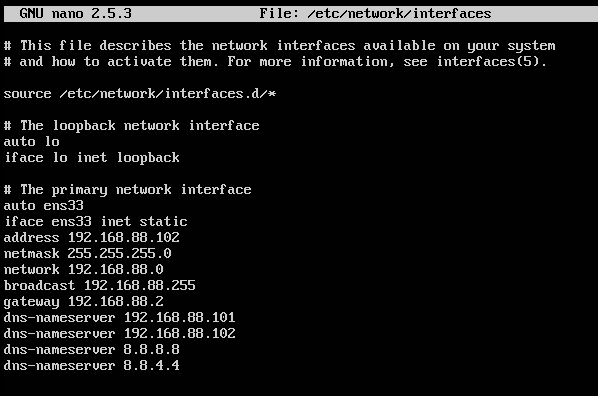 GNU nano 2.5.3 File: /etc/network/interfaces
# This file describes the network interfaces available on your system
# and how to activate them. For more information, see interfaces(5).
source /etc/network/interfaces.d/*
# The loopback network interface
auto lo
iface lo inet loopback
# The primary network interface
auto ens33
iface ens33 inet static
address 192.168.88.102
netmask 255.255.255.0
network 192.168.88.0
broadcast 192.168.88.255
gateway 192.168.88.2
dns-nameserver 192.168.88.101
dns-nameserver 192.168.88.102
dns-nameserver 8.8.8.8
dns-nameserver 8.8.4.4